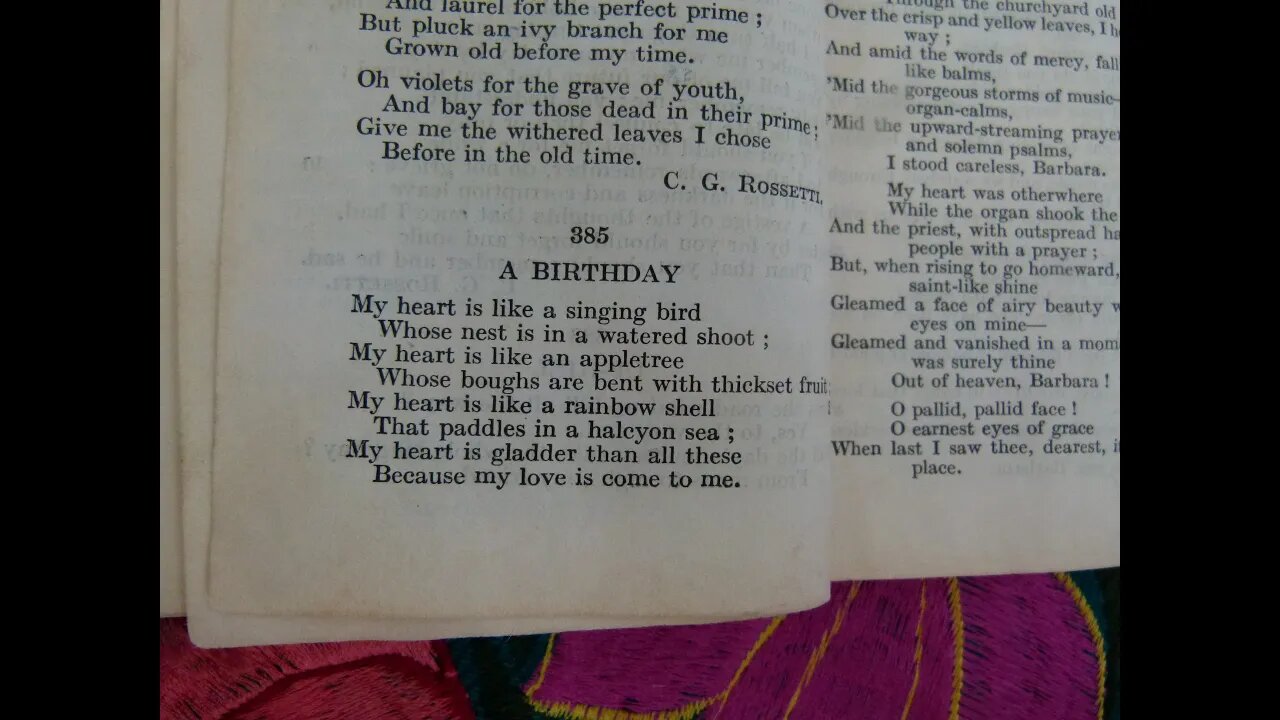 And laurel for the perfect prime ;
But pluck an ivy branch for me
Grown old before my time.
Oh violets for the grave of youth,
And bay for those dead in their prime ;
Give me the withered leaves I chose
Before in the old time.
C. G. ROSSETTI.
385
A BIRTHDAY
My heart is like a singing bird
Whose nest is in a watered shoot ;
My heart is like an appletree
Whose boughs are bent with thickset fruit
My heart is like a rainbow shell
That paddles in a halcyon sea ;
My heart is gladder than all these
Because my love is come to me.
Through the churchyard old
Over the crisp and yellow leaves, I
way ;
And amid the words of mercy,
like balms,
'Mid the gorgeous storms of music—
organ-calms,
'Mid the upward-streaming
and solemn psalms,
I stood careless, Barbara.
My heart was otherwhere
While the organ shook the
And the priest, with outspread
people with a prayer ;
But, when rising to go homeward,
saint-like shine
Gleamed a face of airy beauty
eyes on mine—
Gleamed and vanished in a
was surely thine
Out of heaven, Barbara !
O pallid, pallid face !
O earnest eyes of grace
When last I saw thee, dearest,
place.